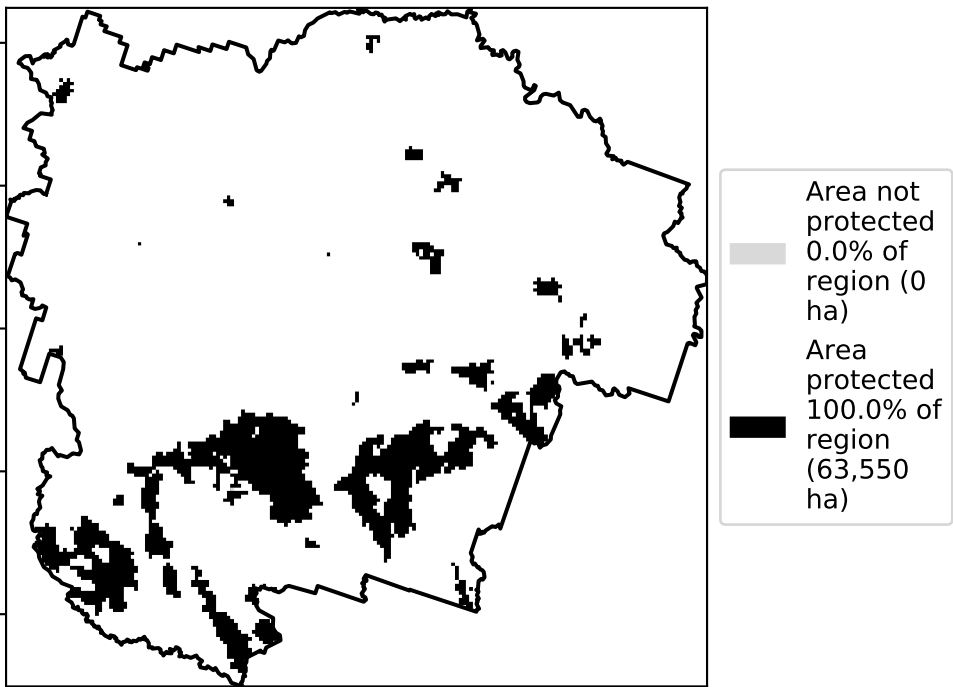 Area not
protected
0.0% of
region (0
ha)
Area
protected
100.0% of
region
(63,550
ha)